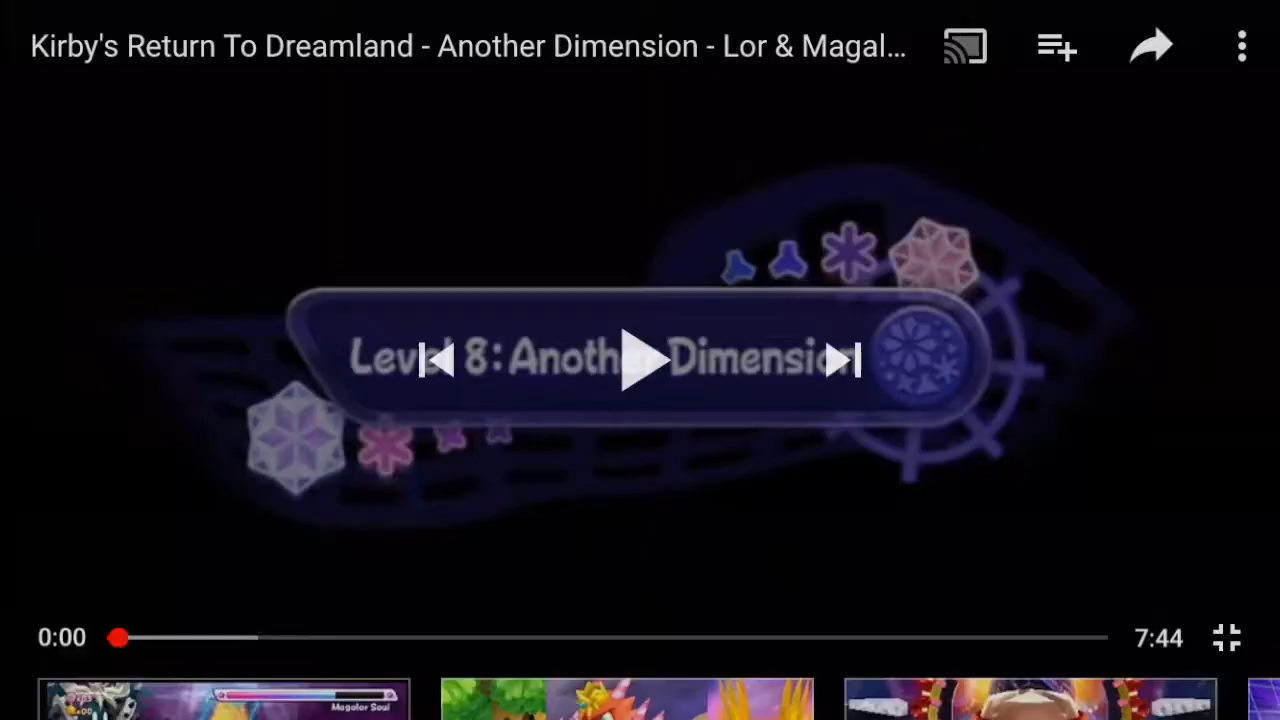 Kirby's Return To Dreamland - Another Dimension - Lor & Magal...
Level 8: Another Dimension
0:00
7:44
Magolor Soul